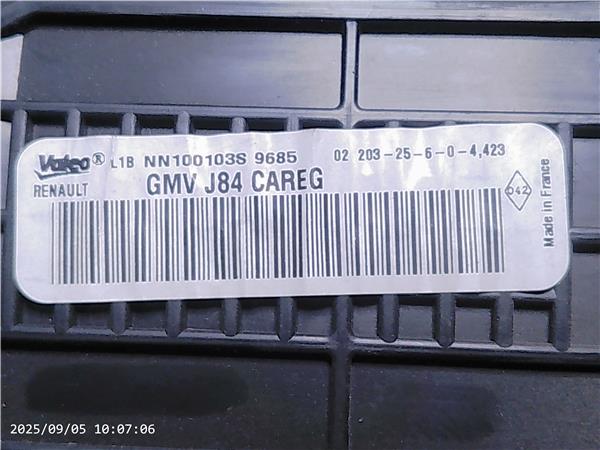 Valeo® L1B NN100103S 9685 02 203-25-6-0-4,423
RENAULT GMV J84 CAREG
042
Made in France
2025/09/05 10:07:06